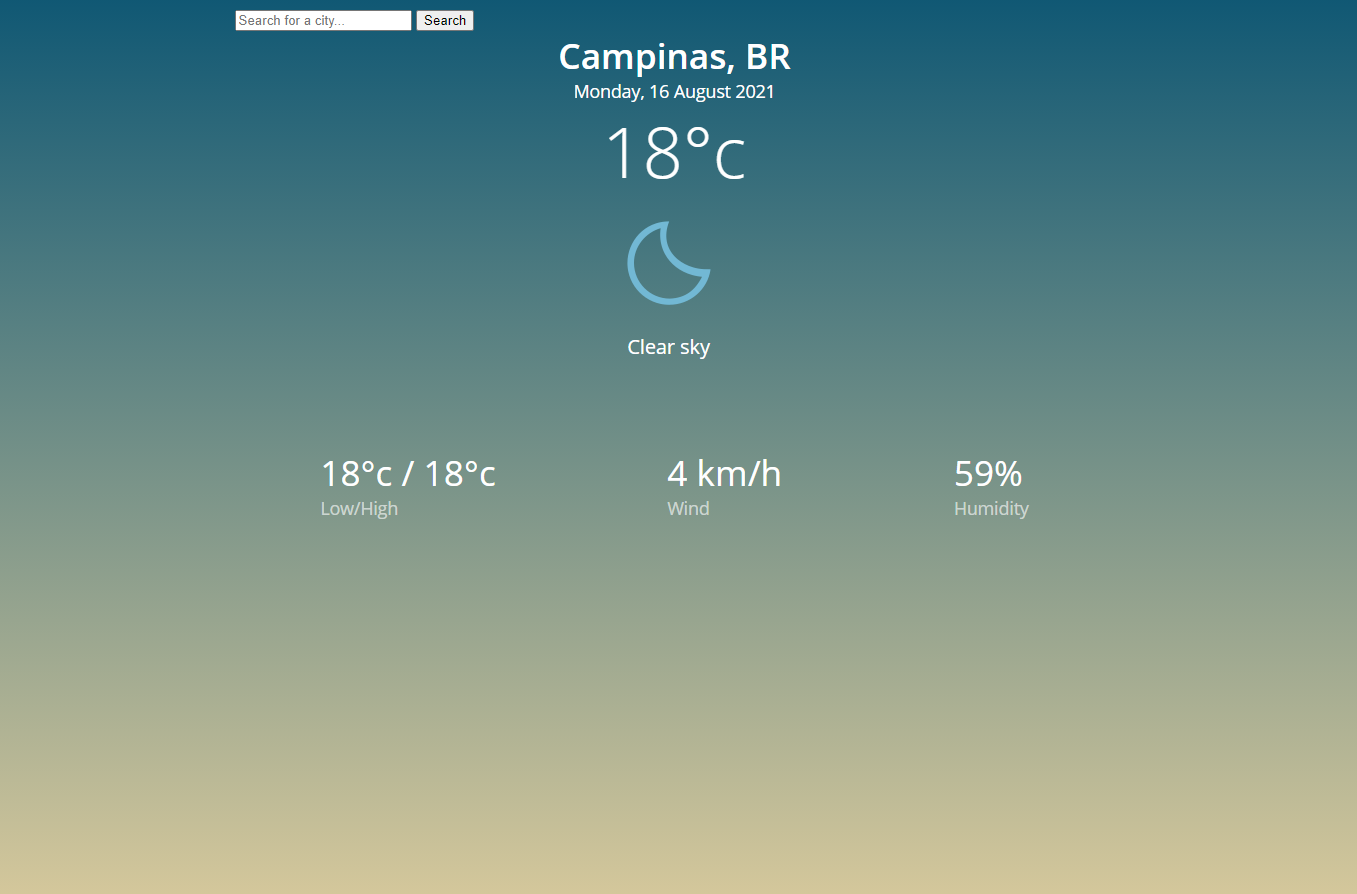 Search for a city... Search
Campinas, BR
Monday, 16 August 2021
18°c
Clear sky
18°c / 18°c 4 km/h 59%
Low/High Wind Humidity